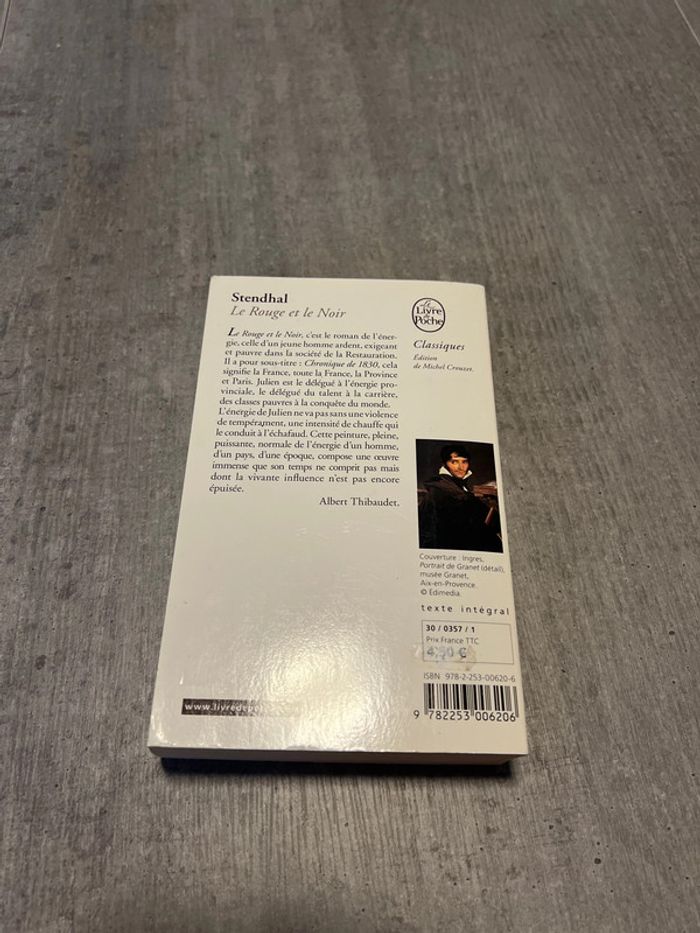 Stendhal
Le Rouge et le Noir
Le Rouge et le Noir, c'est le roman de l'éner-
gie, celle d'un jeune homme ardent, exigeant
et pauvre dans la société de la Restauration.
Il a pour sous-titre : Chronique de 1830, cela
signifie la France, toute la France, la Province
et Paris. Julien est le délégué à l'énergie pro-
vinciale, le délégué du talent à la carrière,
des classes pauvres à la conquête du monde.
L'énergie de Julien ne va pas sans une violence
de tempérament, une intensité de chauffe qui
le conduit à l'échafaud. Cette peinture, pleine,
puissante, normale de l'énergie d'un homme,
d'un pays, d'une époque, compose une œuvre
immense que son temps ne comprit pas mais
dont la vivante influence n'est pas encore
épuisée.
Albert Thibaudet.
www.livredepo
Le
Livre
de
Poche
Classiques
Édition
de Michel Crouzet.
Couverture : Ingres,
Portrait de Granet (détail),
musée Granet,
Aix-en-Provence.
© Edimedia.
texte intégral
30 / 0357 / 1
Prix France TTC
4,50 €
ISBN 978-2-253-00620-6
9 782253 006206